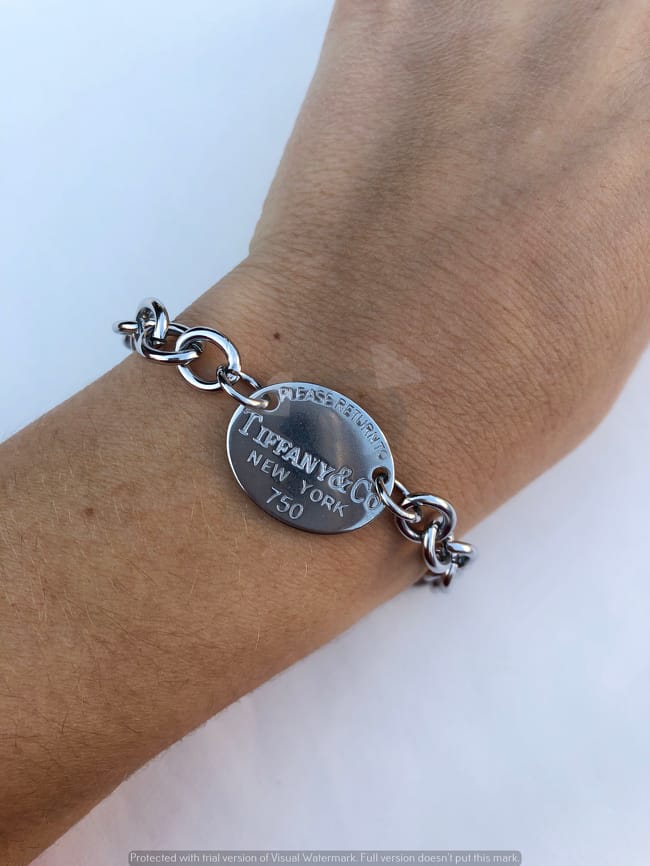 PLEASE RETURN TO
TIFFANY & Co
NEW YORK
750
Protected with trial version of Visual Watermark. Full version doesn't put this mark.